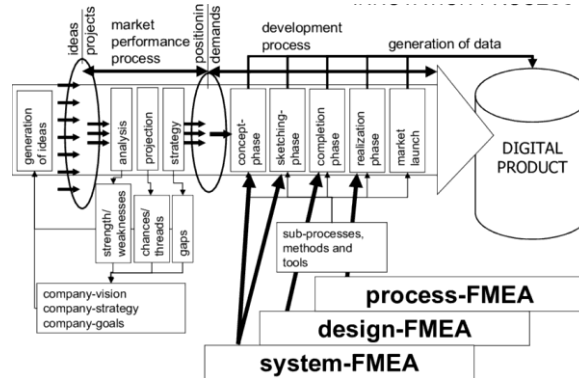 INNOVATION PROCESS
ideas
projects
market
performance
process
positionin
demands
development
process
generation of data
generation
of ideas
analysis
projection
strategy
concept-
phase
sketching-
phase
completion
phase
realization
phase
market
launch
DIGITAL
PRODUCT
strength/
weaknesses
chances/
threads
gaps
sub-processes,
methods and
tools
company-vision
company-strategy
company-goals
process-FMEA
design-FMEA
system-FMEA